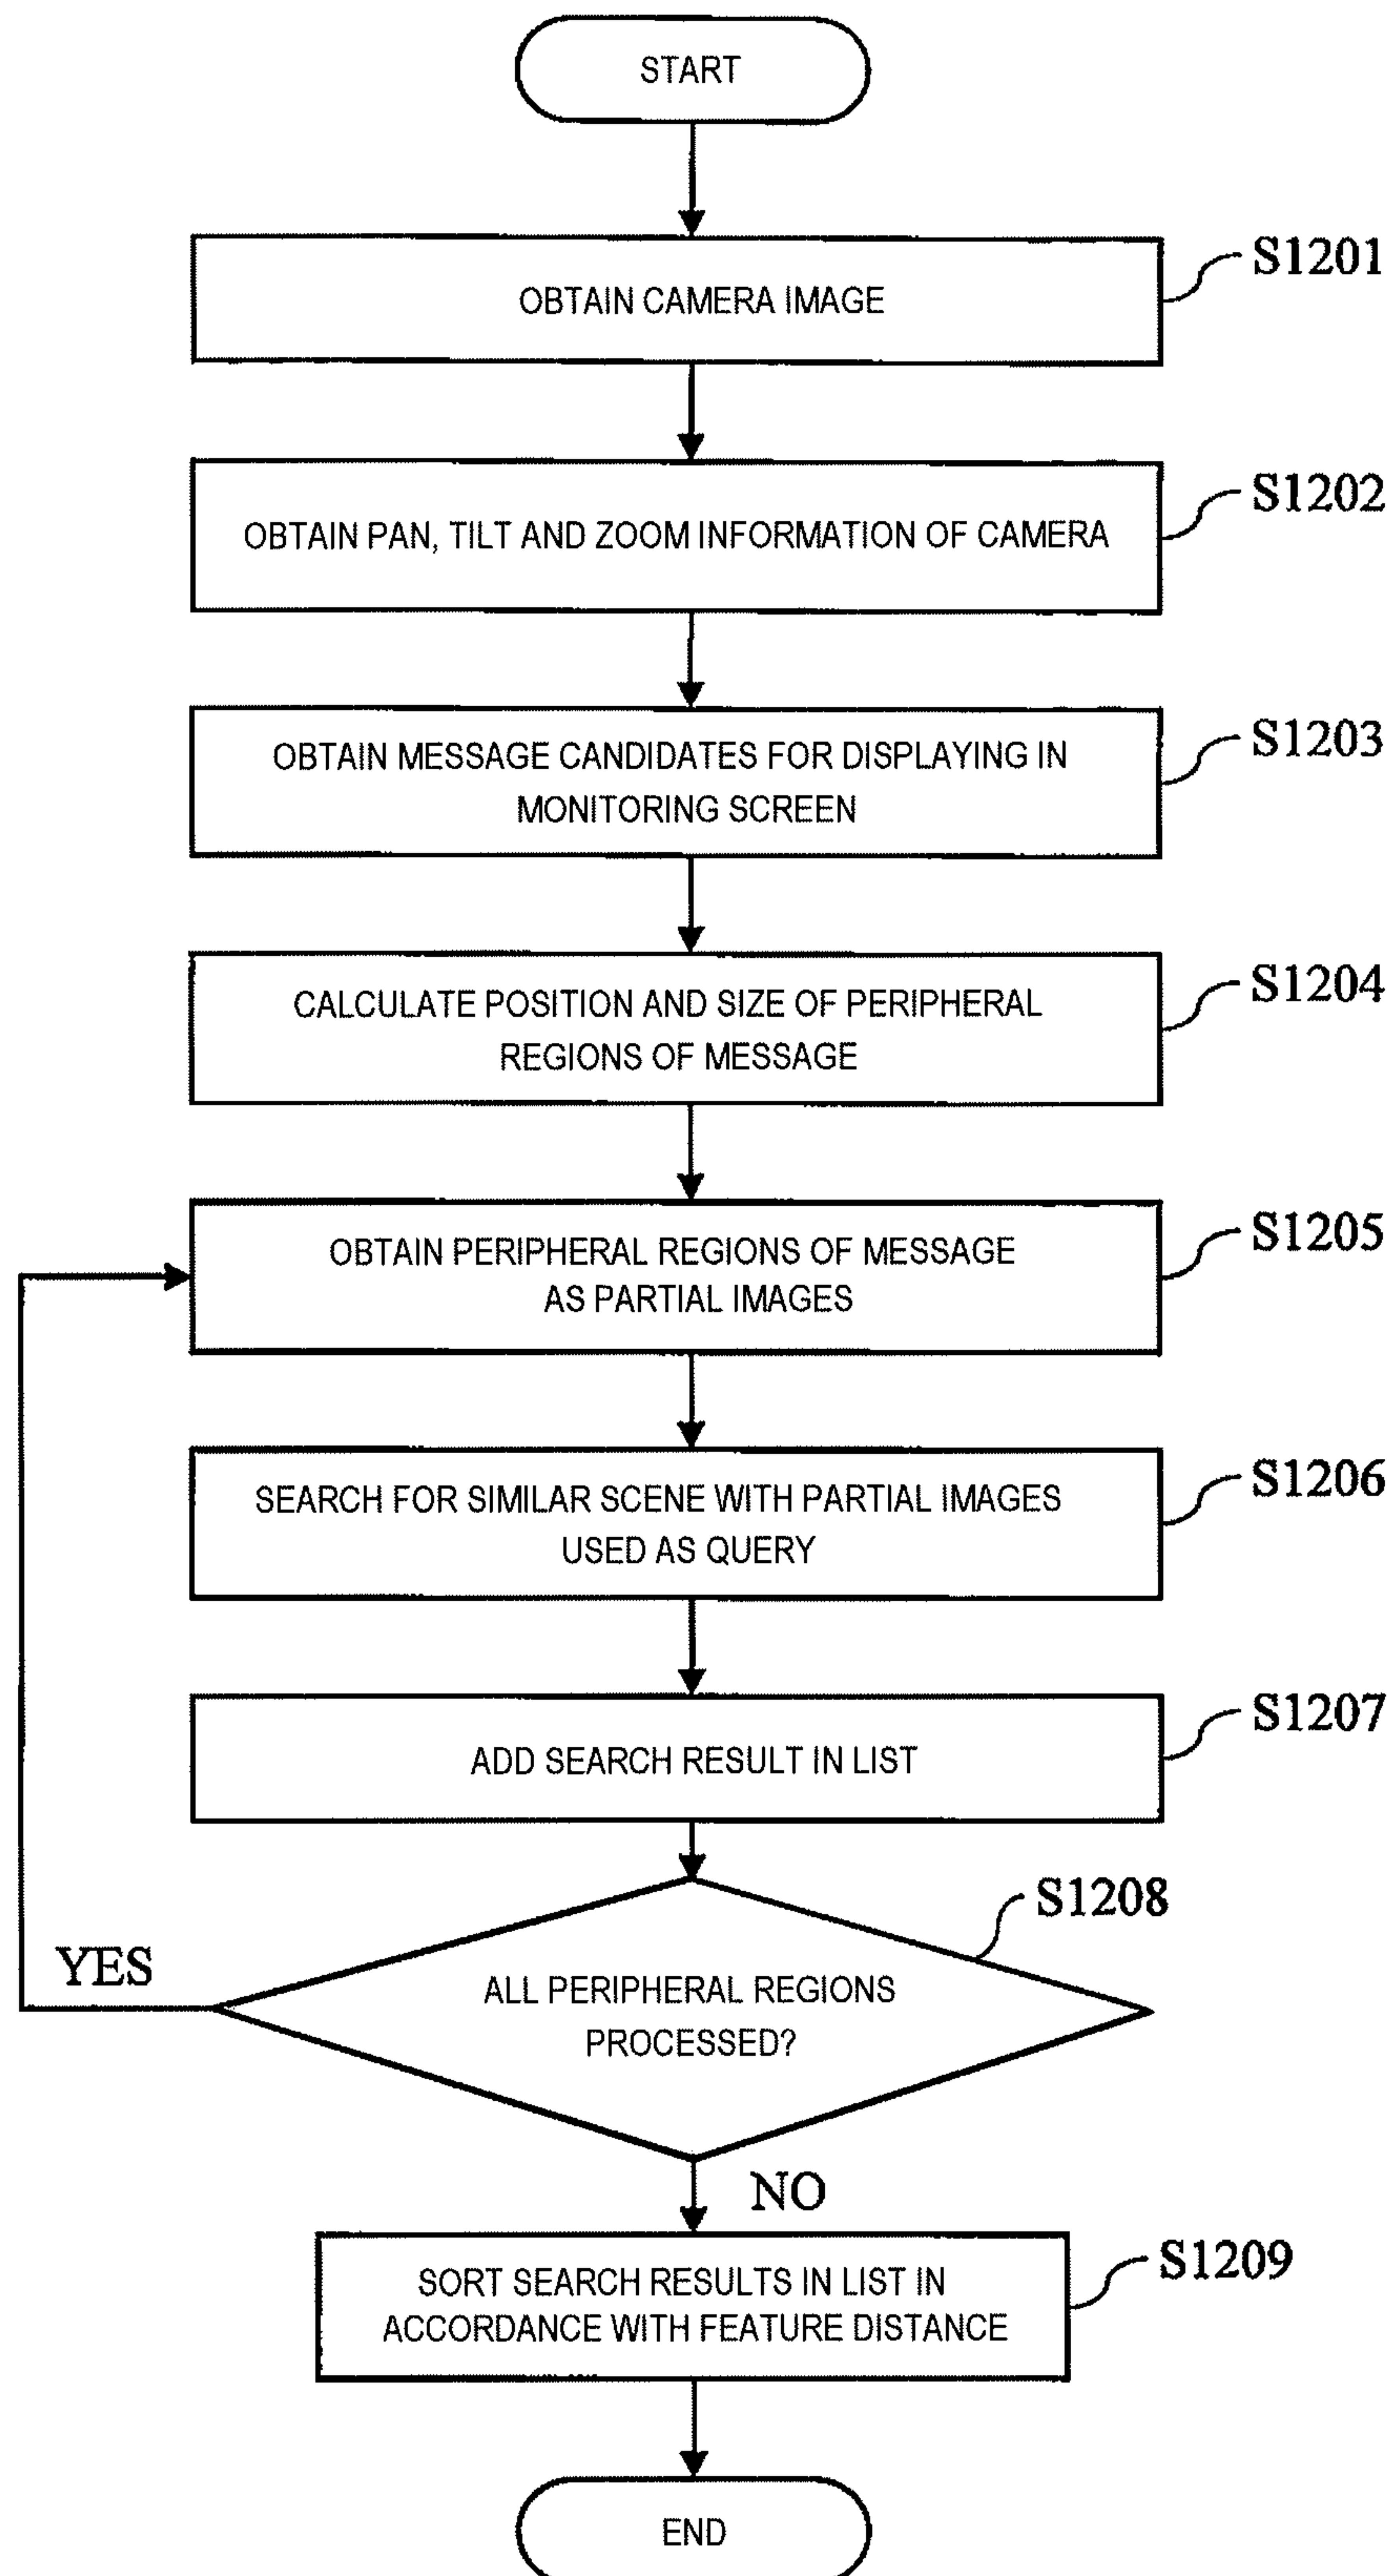 START
S1201
OBTAIN CAMERA IMAGE
S1202
OBTAIN PAN, TILT AND ZOOM INFORMATION OF CAMERA
S1203
OBTAIN MESSAGE CANDIDATES FOR DISPLAYING IN
MONITORING SCREEN
S1204
CALCULATE POSITION AND SIZE OF PERIPHERAL
REGIONS OF MESSAGE
S1205
OBTAIN PERIPHERAL REGIONS OF MESSAGE
AS PARTIAL IMAGES
S1206
SEARCH FOR SIMILAR SCENE WITH PARTIAL IMAGES
USED AS QUERY
S1207
ADD SEARCH RESULT IN LIST
S1208
YES
ALL PERIPHERAL REGIONS
PROCESSED?
NO
S1209
SORT SEARCH RESULTS IN LIST IN
ACCORDANCE WITH FEATURE DISTANCE
END